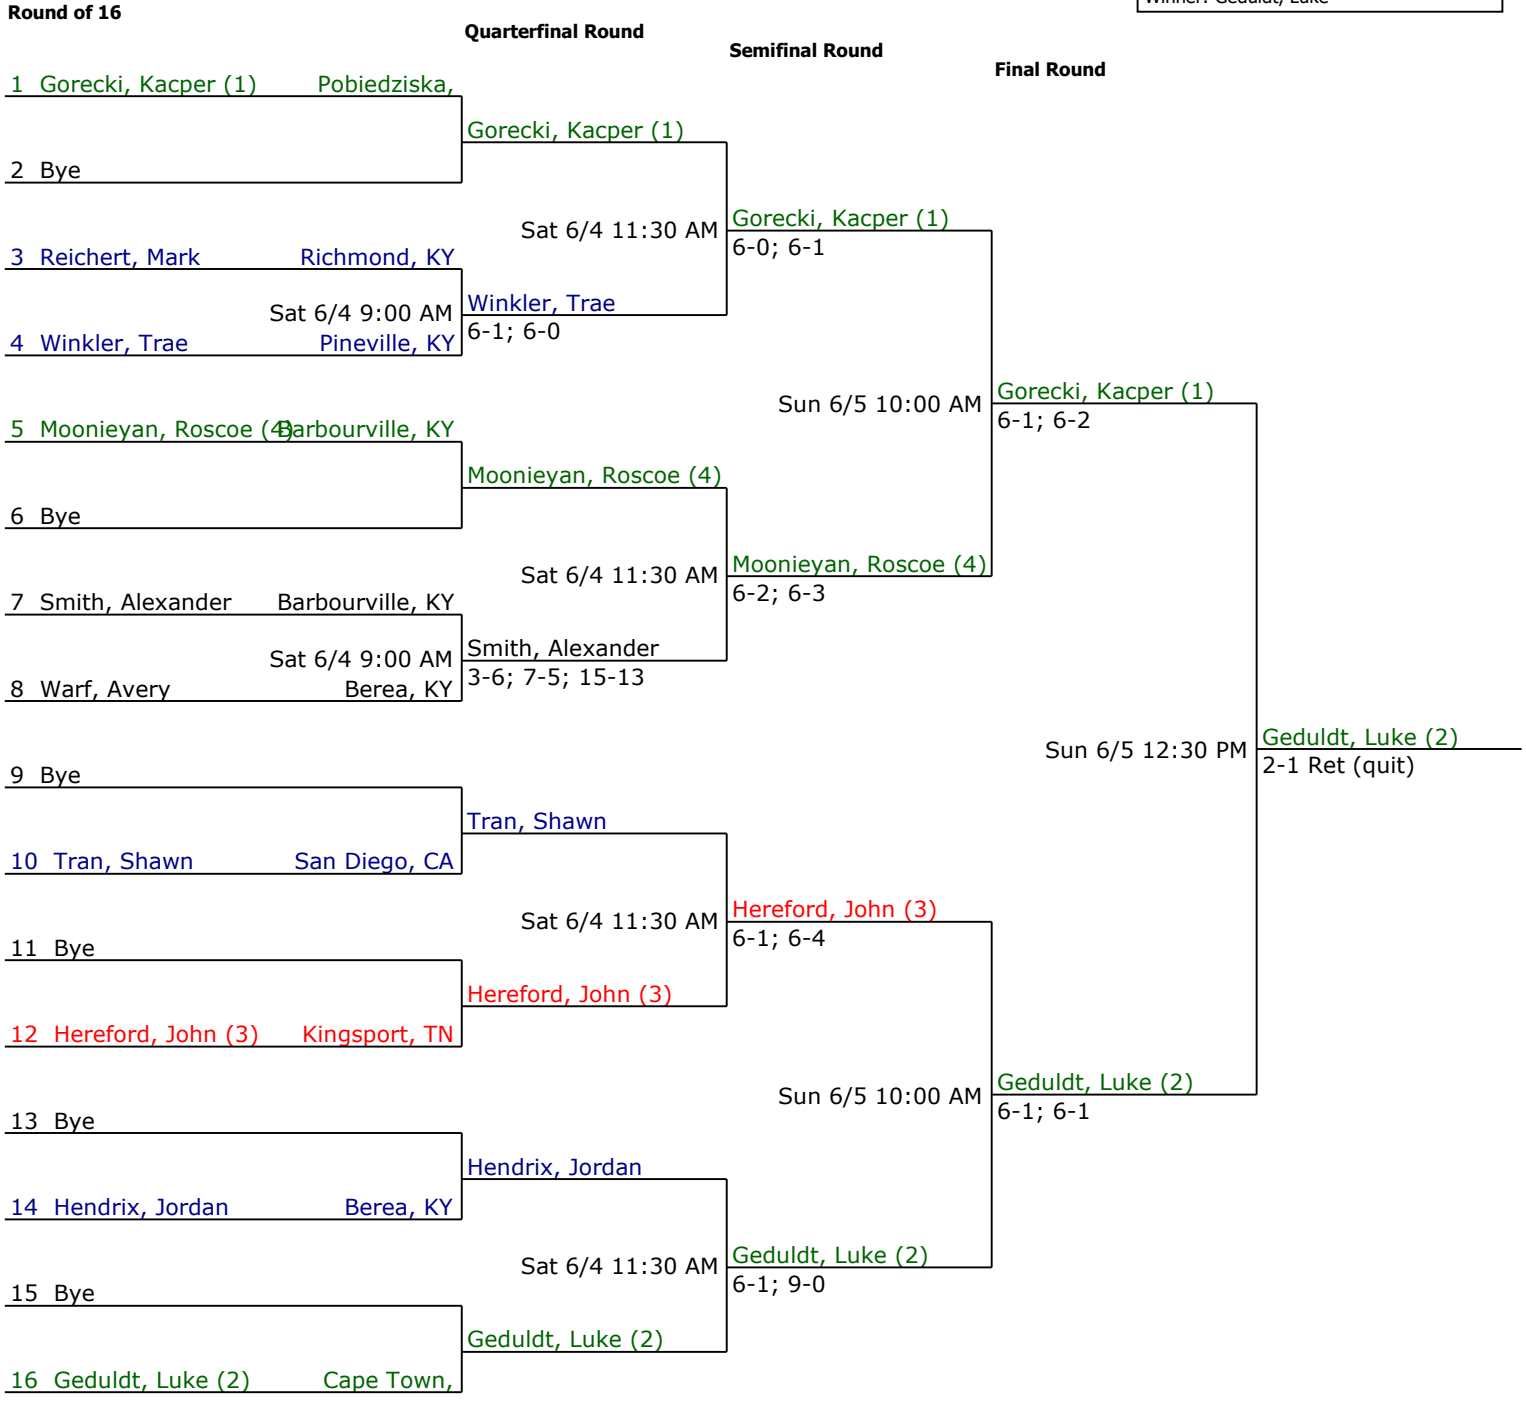 Winner: Geduldt, Luke
Round of 16
Quarterfinal Round
Semifinal Round
Final Round
1 Gorecki, Kacper (1) Pobiedziska,
Gorecki, Kacper (1)
2 Bye
Sat 6/4 11:30 AM
Gorecki, Kacper (1)
6-0; 6-1
3 Reichert, Mark Richmond, KY
Sat 6/4 9:00 AM
Winkler, Trae
6-1; 6-0
4 Winkler, Trae Pineville, KY
Sun 6/5 10:00 AM
Gorecki, Kacper (1)
6-1; 6-2
5 Moonieyan, Roscoe (4) Barbourville, KY
Moonieyan, Roscoe (4)
6 Bye
Sat 6/4 11:30 AM
Moonieyan, Roscoe (4)
6-2; 6-3
7 Smith, Alexander Barbourville, KY
Sat 6/4 9:00 AM
Smith, Alexander
3-6; 7-5; 15-13
8 Warf, Avery Berea, KY
Sun 6/5 12:30 PM
Geduldt, Luke (2)
2-1 Ret (quit)
9 Bye
Tran, Shawn
10 Tran, Shawn San Diego, CA
Sat 6/4 11:30 AM
Hereford, John (3)
6-1; 6-4
11 Bye
Hereford, John (3)
12 Hereford, John (3) Kingsport, TN
Sun 6/5 10:00 AM
Geduldt, Luke (2)
6-1; 6-1
13 Bye
Hendrix, Jordan
14 Hendrix, Jordan Berea, KY
Sat 6/4 11:30 AM
Geduldt, Luke (2)
6-1; 9-0
15 Bye
Geduldt, Luke (2)
16 Geduldt, Luke (2) Cape Town,